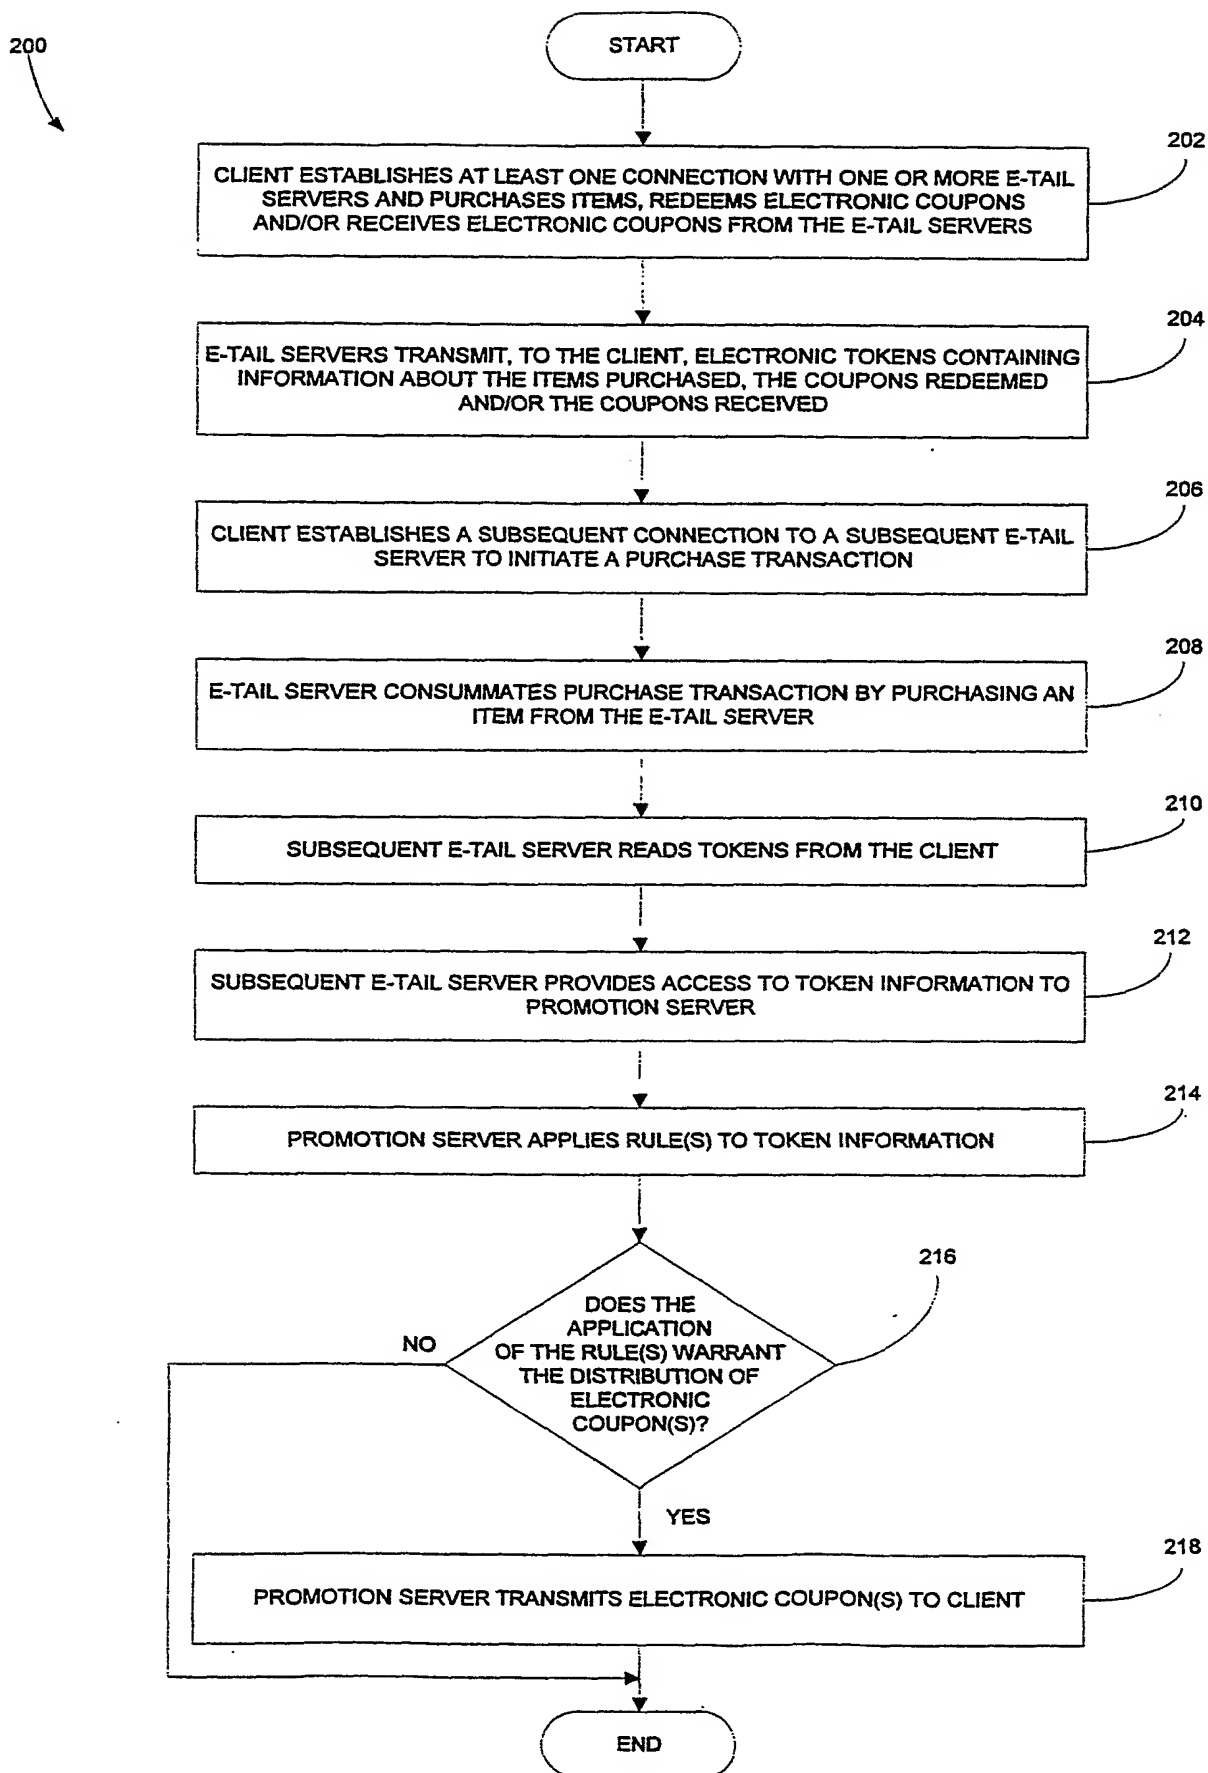 200
START
202
CLIENT ESTABLISHES AT LEAST ONE CONNECTION WITH ONE OR MORE E-TAIL
SERVERS AND PURCHASES ITEMS, REDEEMS ELECTRONIC COUPONS
AND/OR RECEIVES ELECTRONIC COUPONS FROM THE E-TAIL SERVERS
204
E-TAIL SERVERS TRANSMIT, TO THE CLIENT, ELECTRONIC TOKENS CONTAINING
INFORMATION ABOUT THE ITEMS PURCHASED, THE COUPONS REDEEMED
AND/OR THE COUPONS RECEIVED
206
CLIENT ESTABLISHES A SUBSEQUENT CONNECTION TO A SUBSEQUENT E-TAIL
SERVER TO INITIATE A PURCHASE TRANSACTION
208
E-TAIL SERVER CONSUMMATES PURCHASE TRANSACTION BY PURCHASING AN
ITEM FROM THE E-TAIL SERVER
210
SUBSEQUENT E-TAIL SERVER READS TOKENS FROM THE CLIENT
212
SUBSEQUENT E-TAIL SERVER PROVIDES ACCESS TO TOKEN INFORMATION TO
PROMOTION SERVER
214
PROMOTION SERVER APPLIES RULE(S) TO TOKEN INFORMATION
216
DOES THE
APPLICATION
OF THE RULE(S) WARRANT
THE DISTRIBUTION OF
ELECTRONIC
COUPON(S)?
NO
YES
218
PROMOTION SERVER TRANSMITS ELECTRONIC COUPON(S) TO CLIENT
END